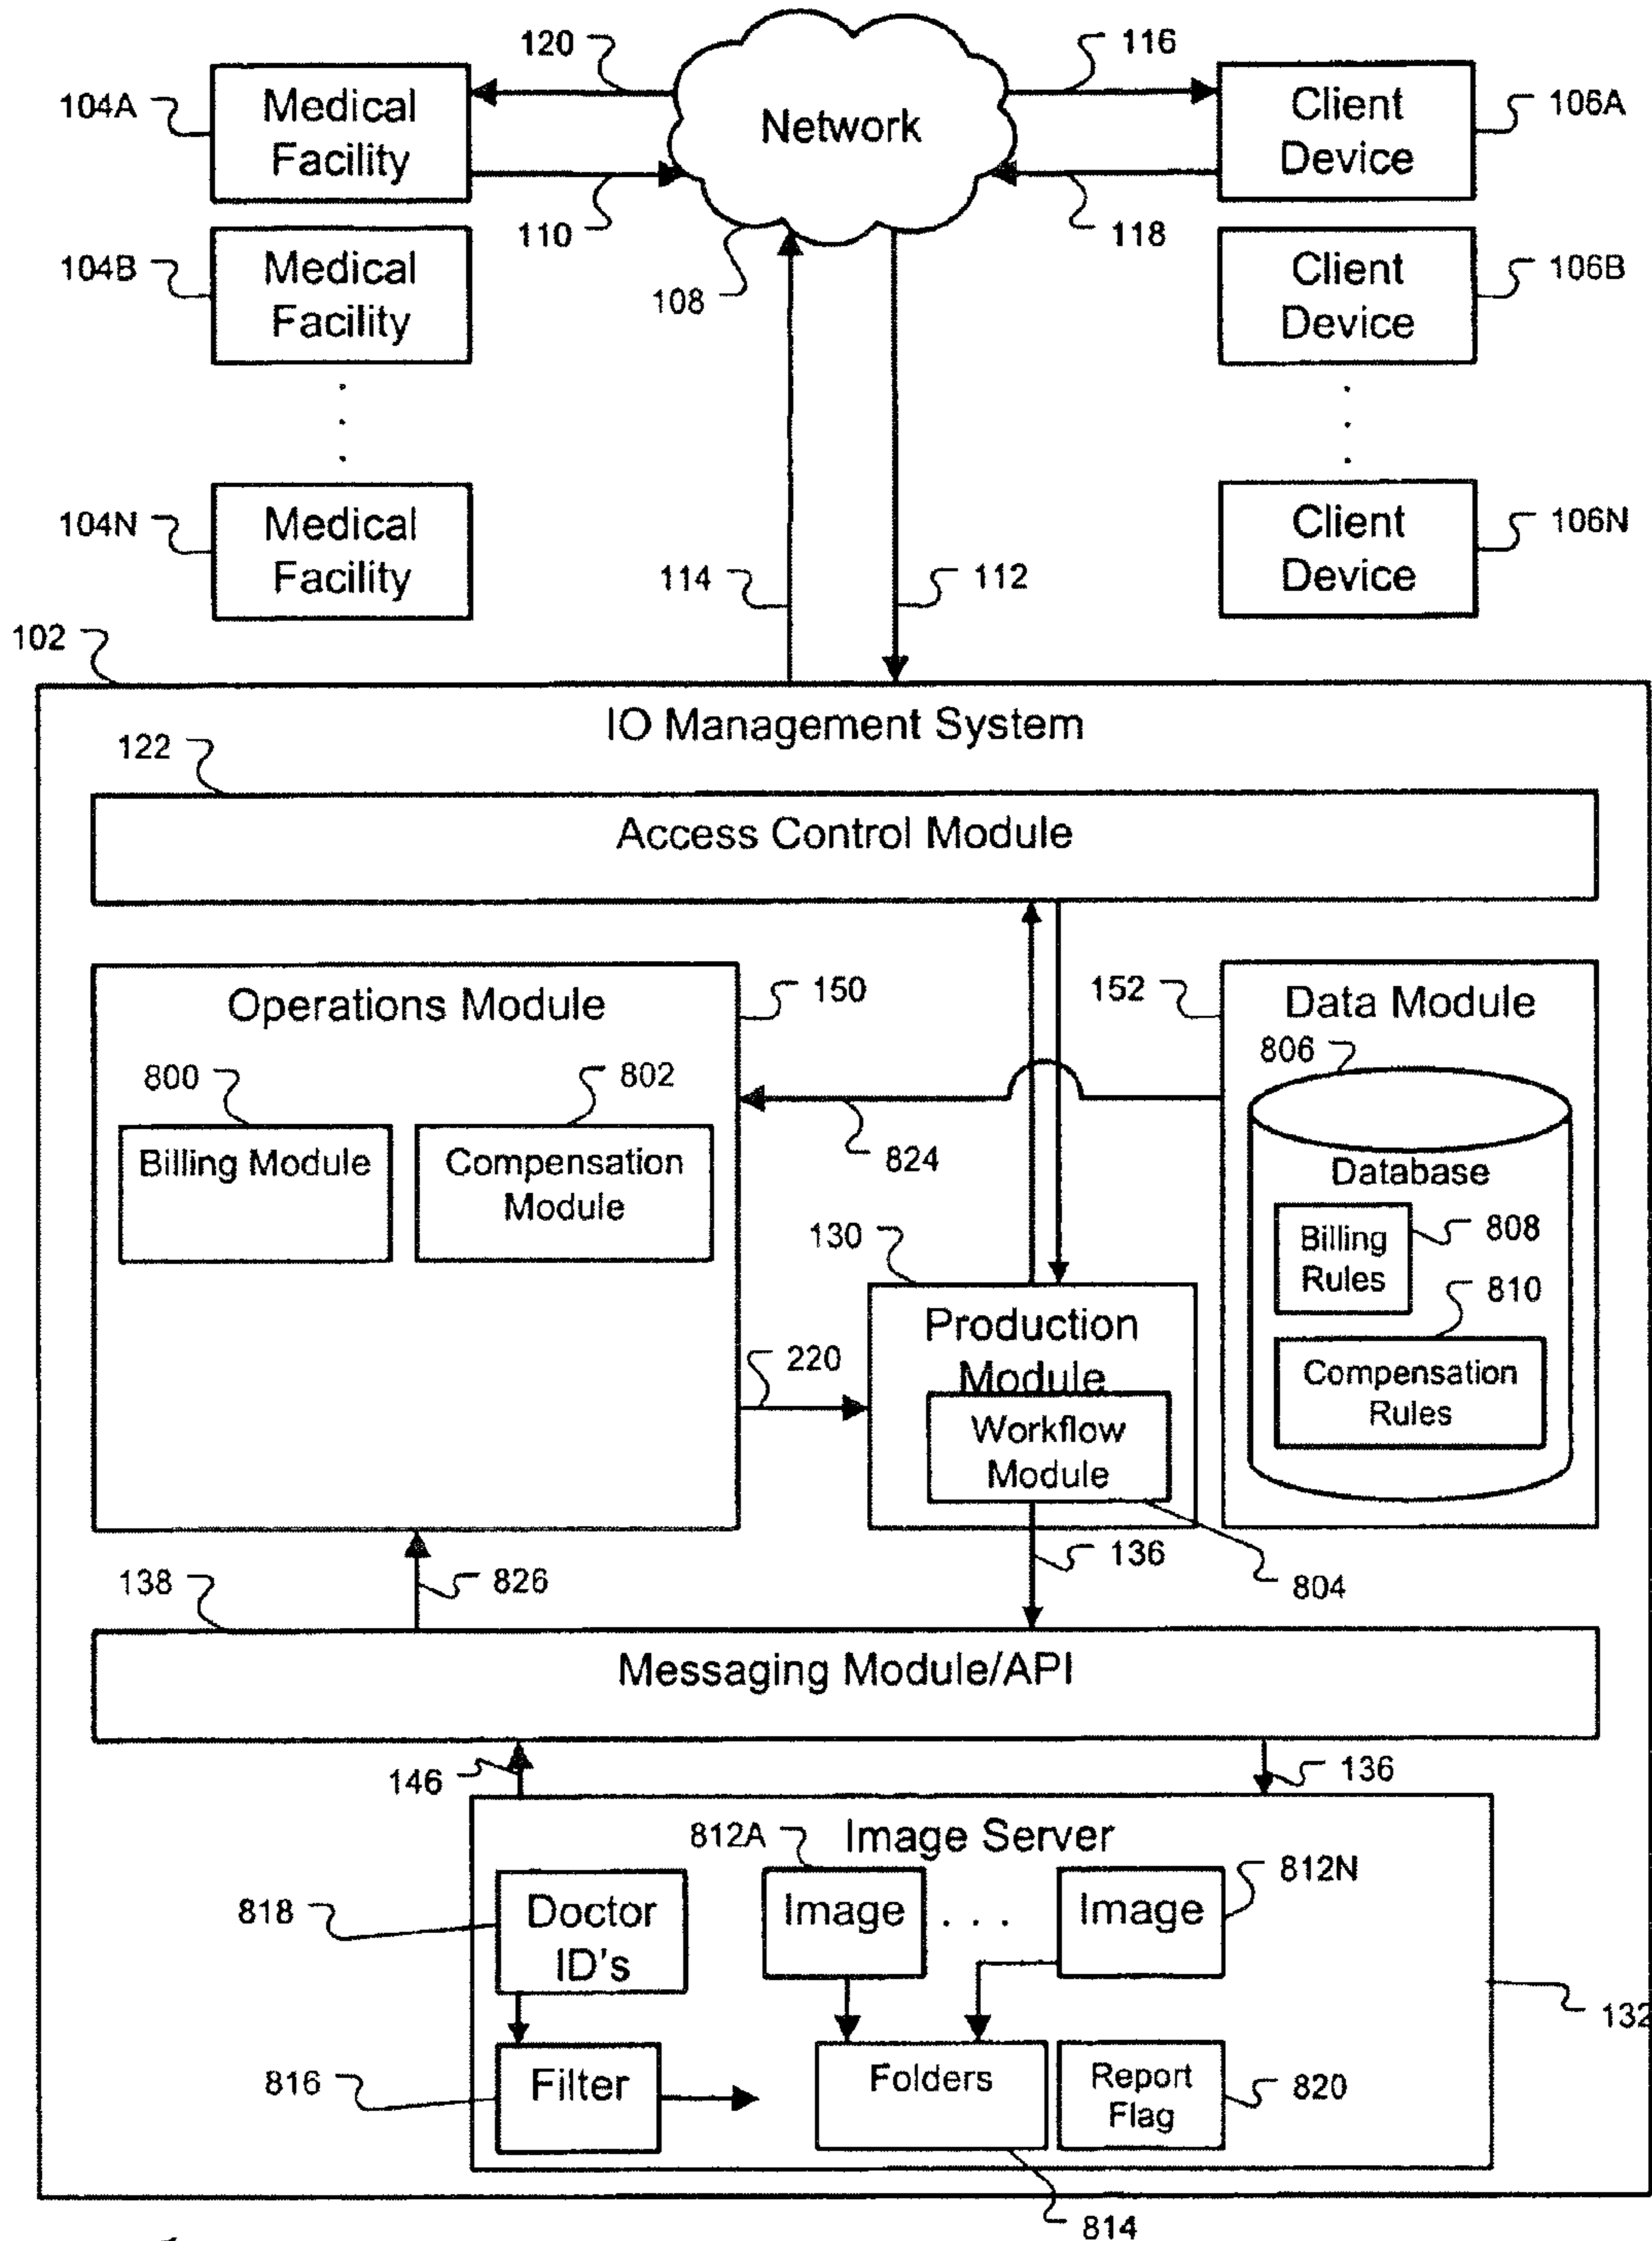 120
116
104A
Medical
Facility
Network
Client
Device
106A
110
118
104B
Medical
Facility
108
Client
Device
106B
104N
Medical
Facility
114
112
Client
Device
106N
102
IO Management System
122
Access Control Module
Operations Module
150
152
Data Module
800
802
806
Billing Module
Compensation
Module
824
Database
130
Billing
Rules
808
810
Production
Module
220
Compensation
Rules
Workflow
Module
138
826
136
804
Messaging Module/API
146
136
812A
Image Server
812N
818
Doctor
ID's
Image
. . .
Image
132
816
Filter
Folders
Report
Flag
820
814